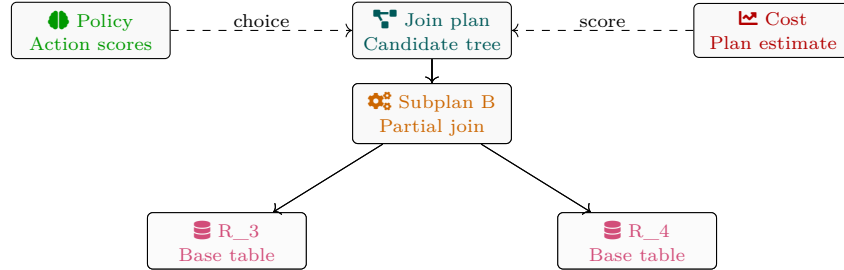 Policy
Action scores
choice
Join plan
Candidate tree
score
Cost
Plan estimate
Subplan B
Partial join
R_3
Base table
R_4
Base table